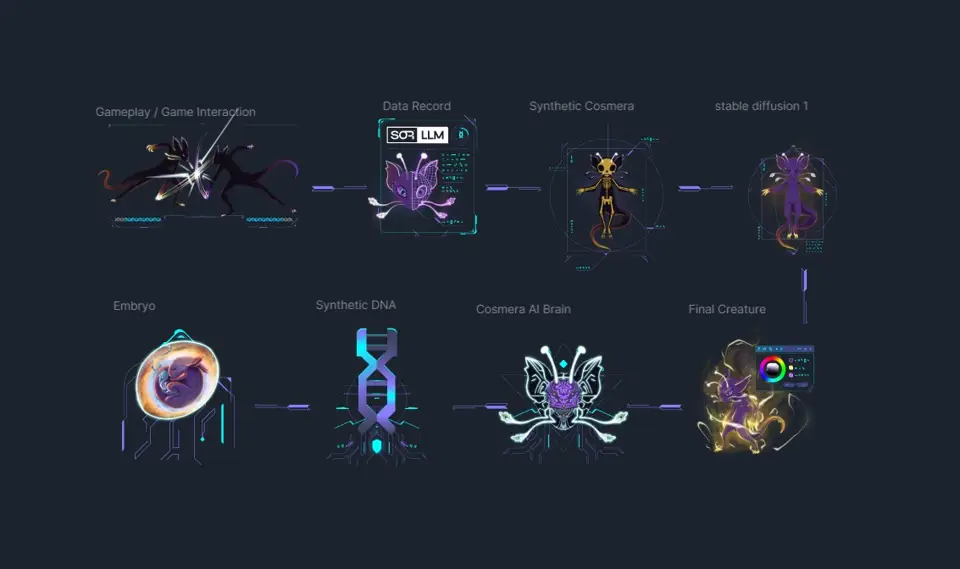 Gameplay / Game Interaction
Data Record
Synthetic Cosmera
stable diffusion 1
SOR LLM
Embryo
Synthetic DNA
Cosmera AI Brain
Final Creature